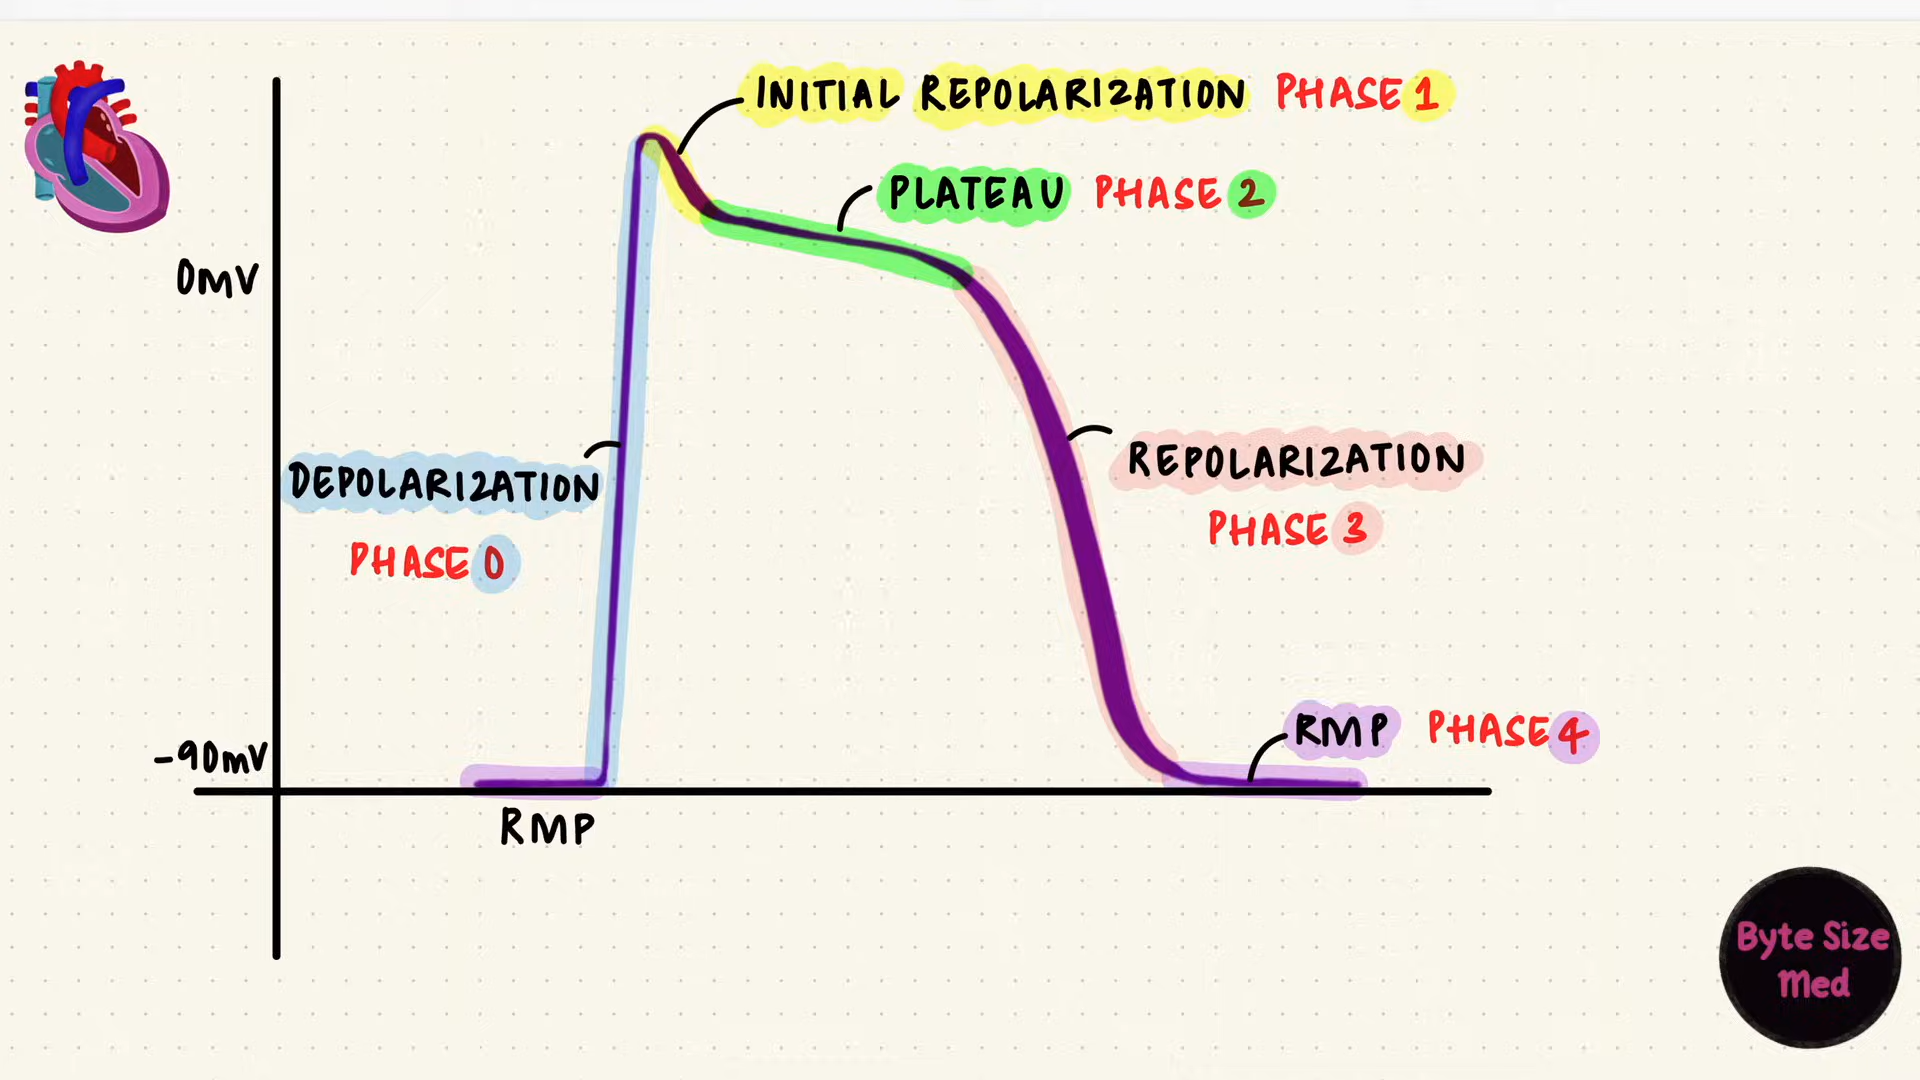 INITIAL REPOLARIZATION PHASE 1
PLATEAU PHASE 2
0mV
DEPOLARIZATION
PHASE 0
REPOLARIZATION
PHASE 3
RMP PHASE 4
-90mV
RMP
Byte Size
Med